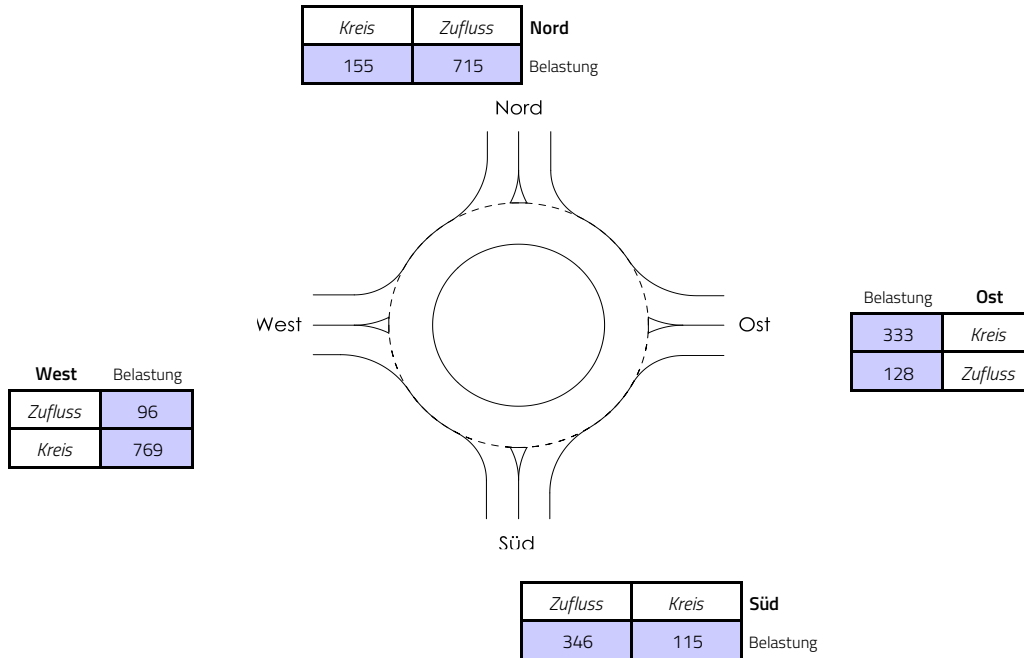 Kreis Zufluss Nord
155 715 Belastung
Nord
West
Ost
Belastung Ost
333 Kreis
128 Zufluss
West Belastung
Zufluss 96
Kreis 769
Süd
Zufluss Kreis Süd
346 115 Belastung